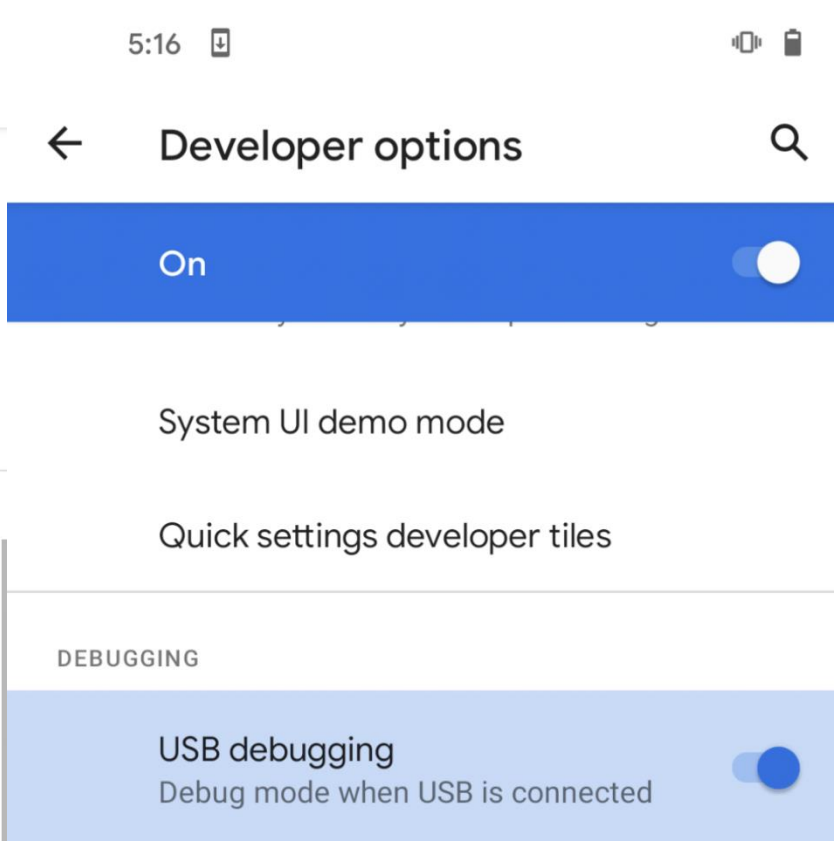 5:16
Developer options
On
System UI demo mode
Quick settings developer tiles
DEBUGGING
USB debugging
Debug mode when USB is connected